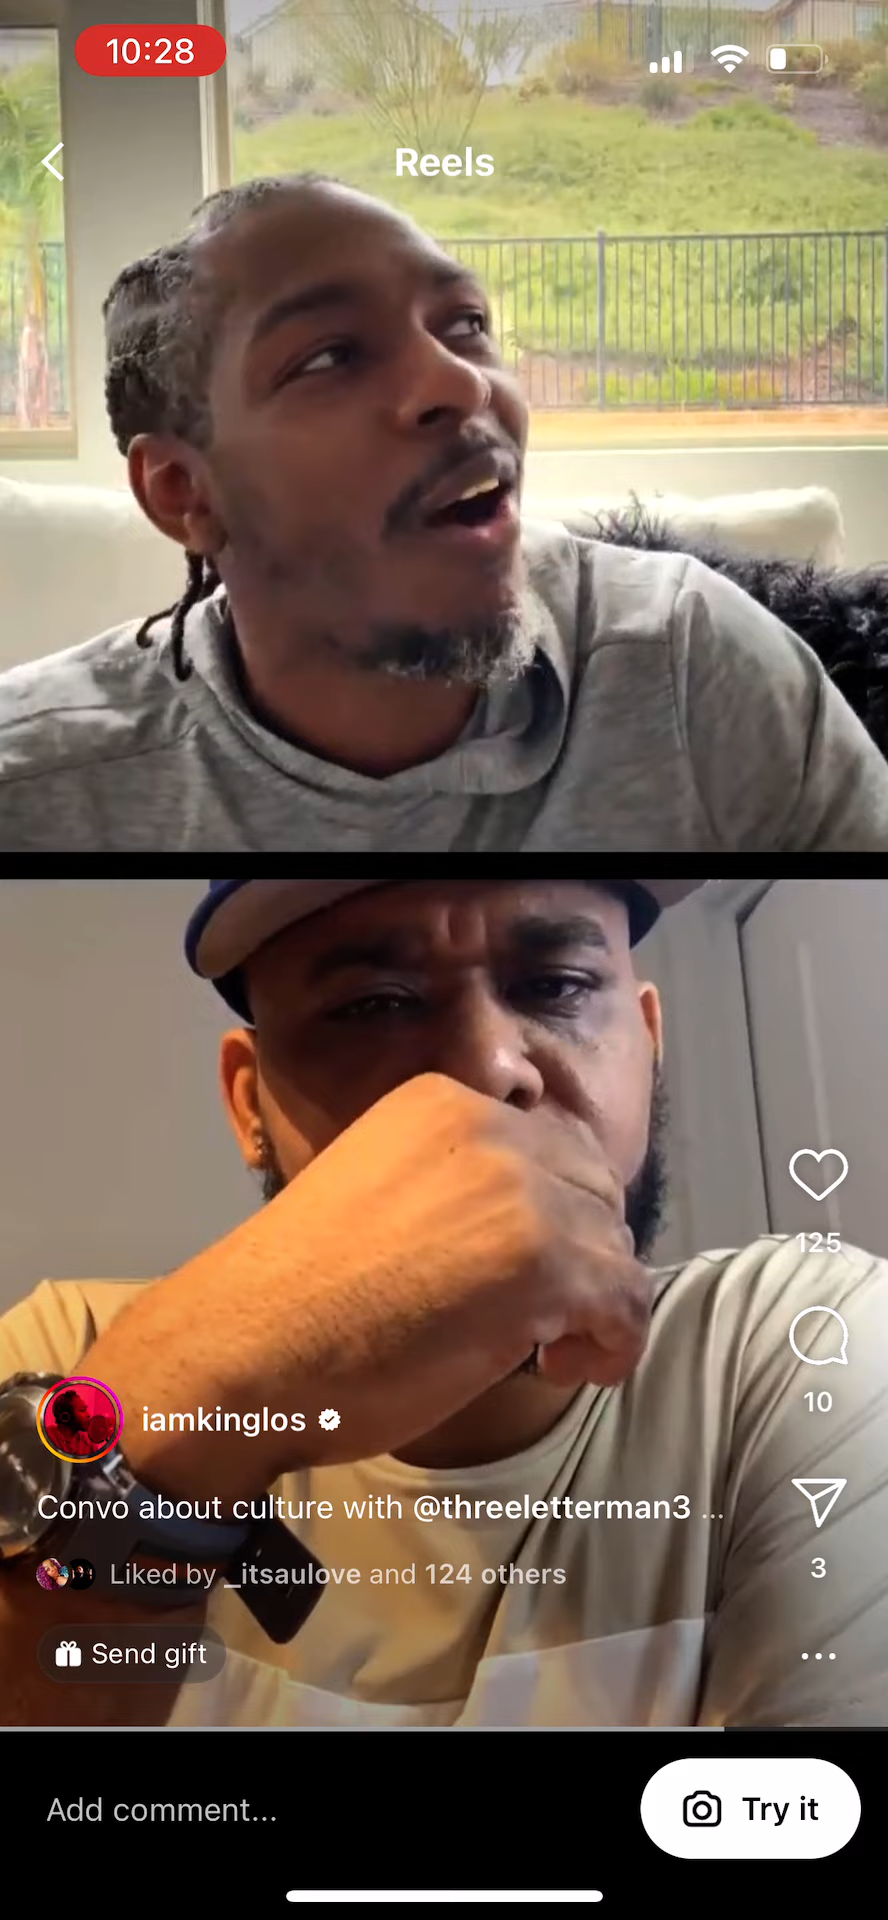 10:28
Reels
125
10
iamkinglos
Convo about culture with @threeletterman3 ...
3
Liked by _itsaulove and 124 others
Send gift
Add comment...
Try it